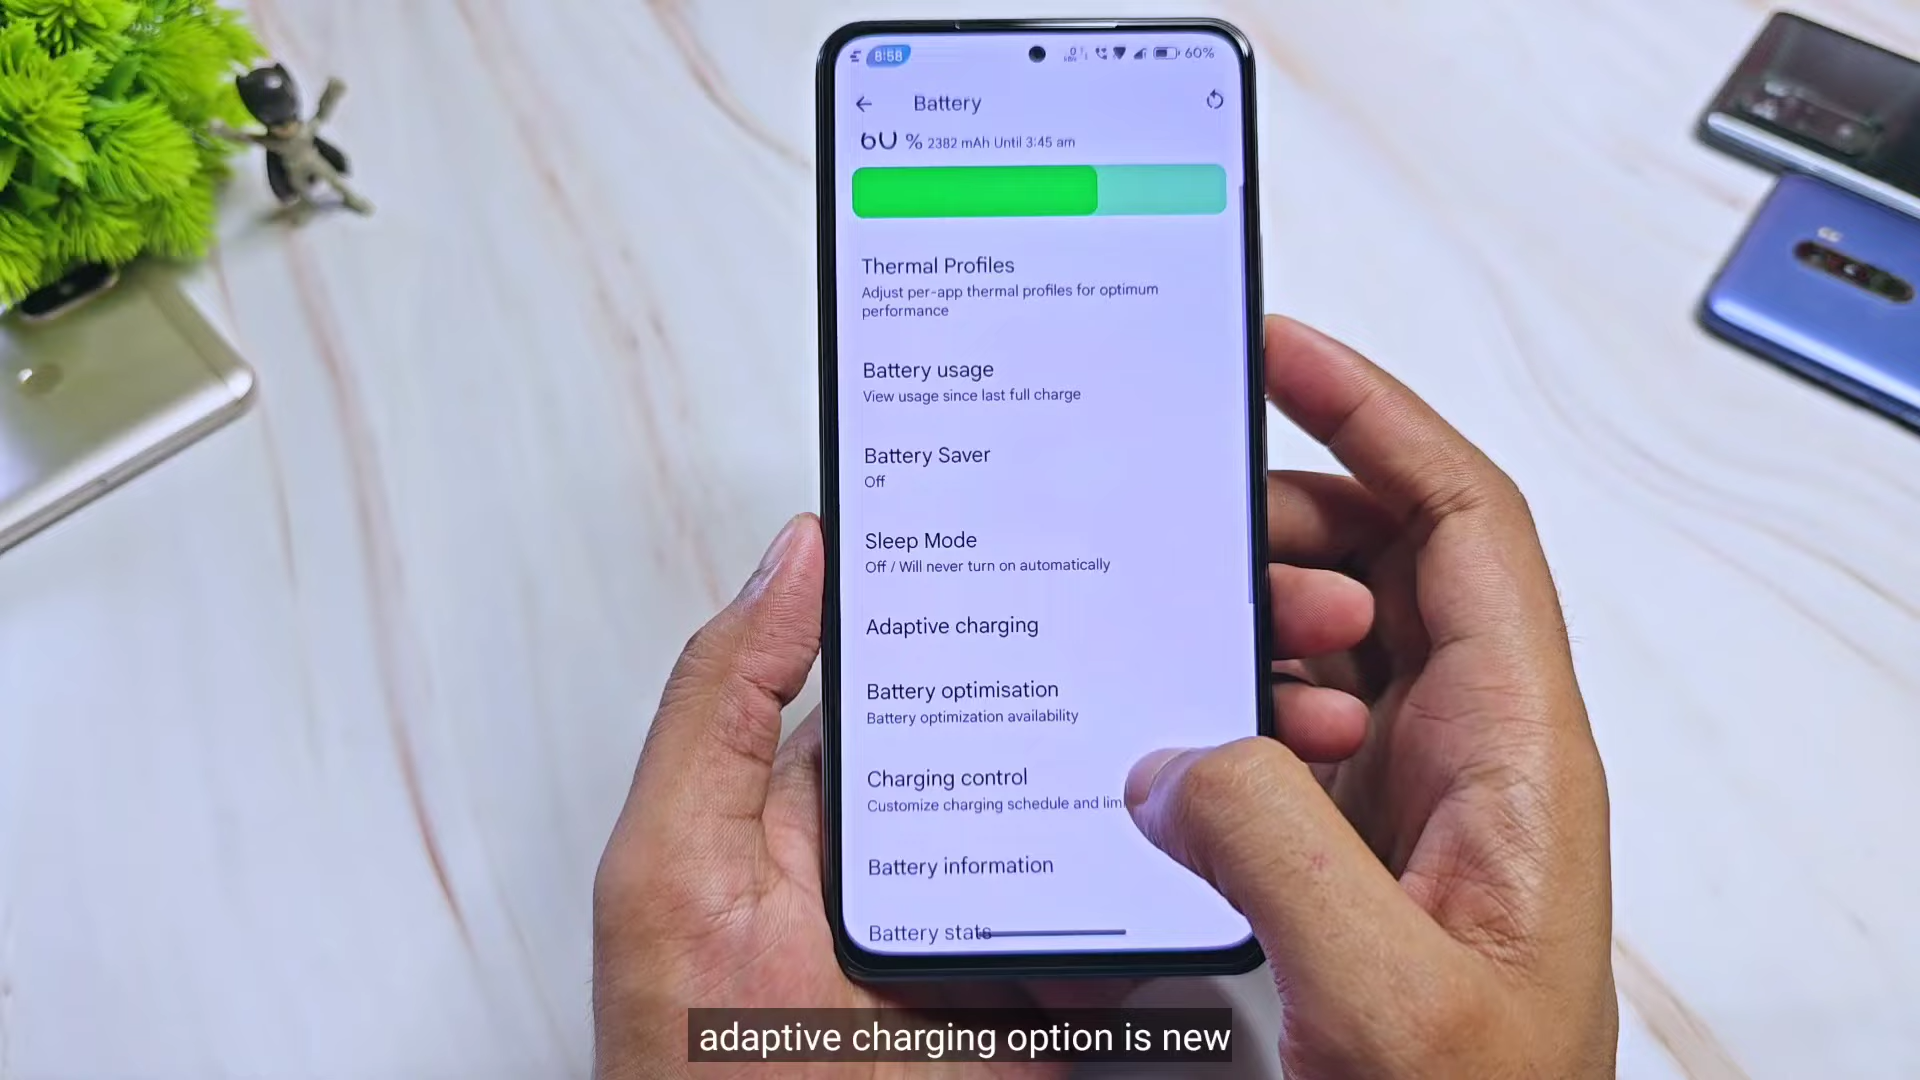 8:58
60%
Battery
60 % 2382 mAh Until 3:45 am
Thermal Profiles
Adjust per-app thermal profiles for optimum
performance
Battery usage
View usage since last full charge
Battery Saver
Off
Sleep Mode
Off / Will never turn on automatically
Adaptive charging
Battery optimisation
Battery optimization availability
Charging control
Customize charging schedule and lim
Battery information
Battery stats
adaptive charging option is new